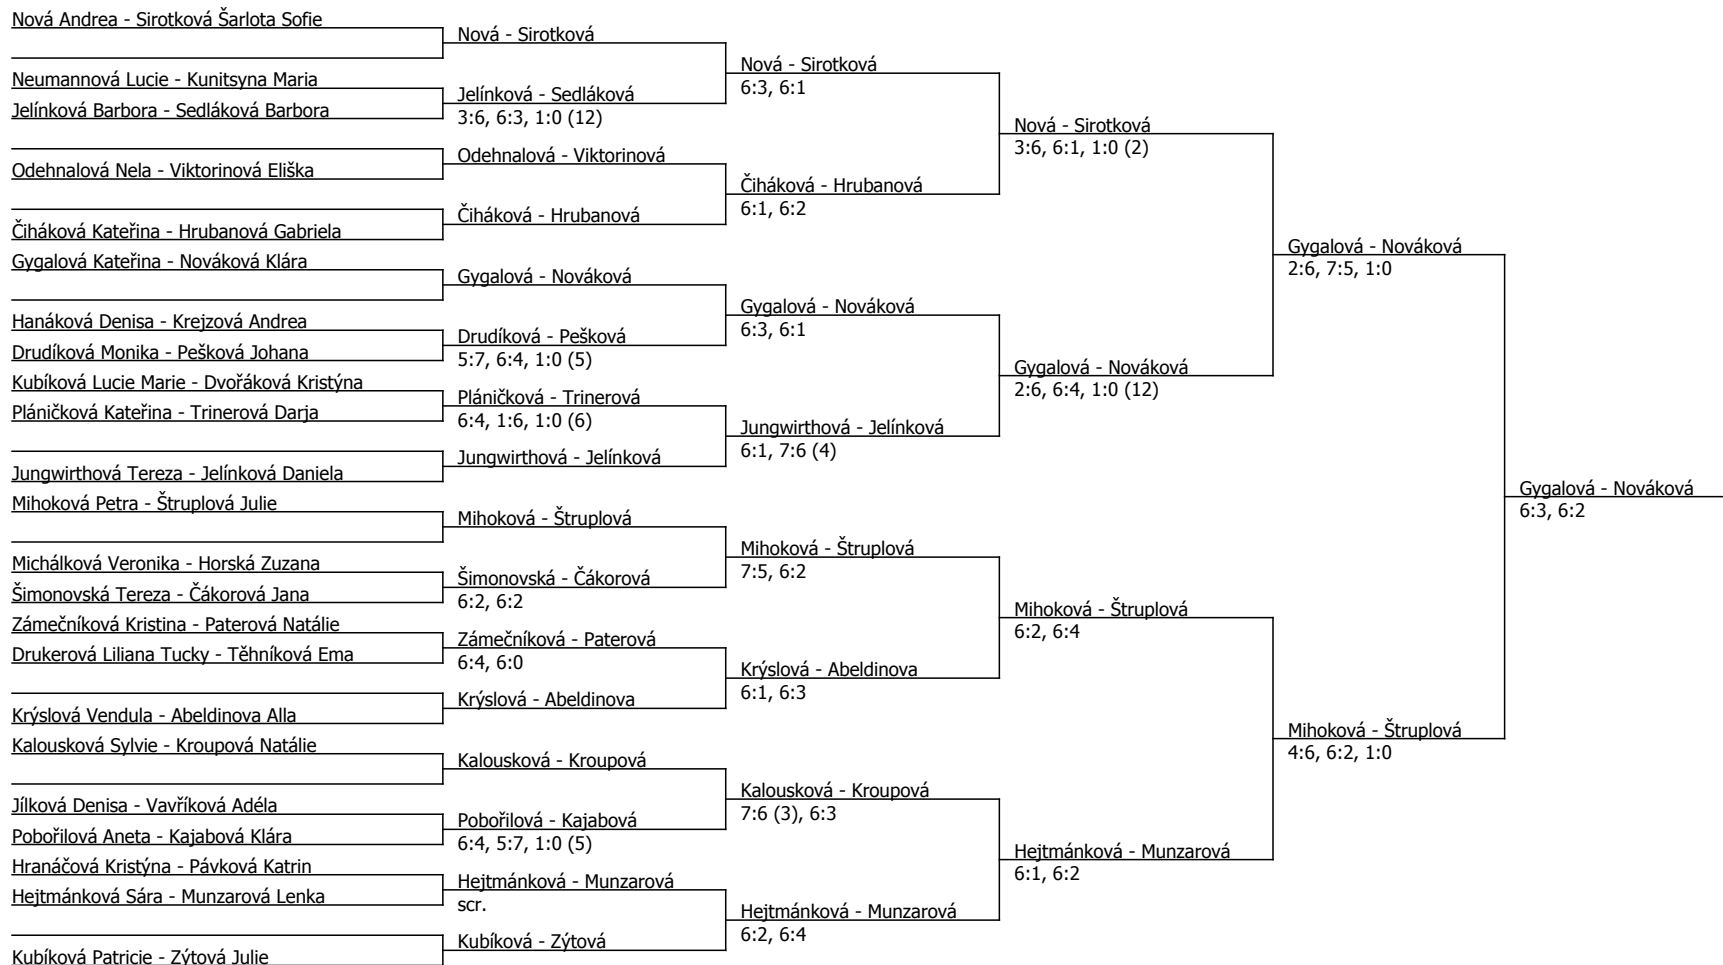 Nová Andrea - Sirotková Šarlota Sofie
Neumannová Lucie - Kunitsyna Maria
Jelínková Barbora - Sedláková Barbora
Odehnalová Nela - Viktorinová Eliška
Čiháková Kateřina - Hrubanová Gabriela
Gygalová Kateřina - Nováková Klára
Hanáková Denisa - Krejzová Andrea
Drudíková Monika - Pešková Johana
Kubíková Lucie Marie - Dvořáková Kristýna
Pláničková Kateřina - Trinerová Darja
Jungwirthová Tereza - Jelínková Daniela
Mihoková Petra - Štruplová Julie
Michálková Veronika - Horská Zuzana
Šimonovská Tereza - Čákorová Jana
Zámečníková Kristina - Paterová Natálie
Drukerová Liliana Tucky - Těhníková Ema
Krýslová Vendula - Abeldinova Alla
Kalousková Sylvie - Kroupová Natálie
Jílková Denisa - Vavříková Adéla
Pobořilová Aneta - Kajabová Klára
Hranáčová Kristýna - Pávková Katrin
Hejtmánková Sára - Munzarová Lenka
Kubíková Patricie - Zýtová Julie
Nová - Sirotková
Jelínková - Sedláková
3:6, 6:3, 1:0 (12)
Odehnalová - Viktorinová
Čiháková - Hrubanová
Gygalová - Nováková
Drudíková - Pešková
5:7, 6:4, 1:0 (5)
Pláničková - Trinerová
6:4, 1:6, 1:0 (6)
Jungwirthová - Jelínková
Mihoková - Štruplová
Šimonovská - Čákorová
6:2, 6:2
Zámečníková - Paterová
6:4, 6:0
Krýslová - Abeldinova
Kalousková - Kroupová
Pobořilová - Kajabová
6:4, 5:7, 1:0 (5)
Hejtmánková - Munzarová
scr.
Kubíková - Zýtová
Nová - Sirotková
6:3, 6:1
Čiháková - Hrubanová
6:1, 6:2
Gygalová - Nováková
6:3, 6:1
Jungwirthová - Jelínková
6:1, 7:6 (4)
Mihoková - Štruplová
7:5, 6:2
Krýslová - Abeldinova
6:1, 6:3
Kalousková - Kroupová
7:6 (3), 6:3
Hejtmánková - Munzarová
6:2, 6:4
Nová - Sirotková
3:6, 6:1, 1:0 (2)
Gygalová - Nováková
2:6, 6:4, 1:0 (12)
Mihoková - Štruplová
6:2, 6:4
Hejtmánková - Munzarová
6:1, 6:2
Gygalová - Nováková
2:6, 7:5, 1:0
Mihoková - Štruplová
4:6, 6:2, 1:0
Gygalová - Nováková
6:3, 6:2